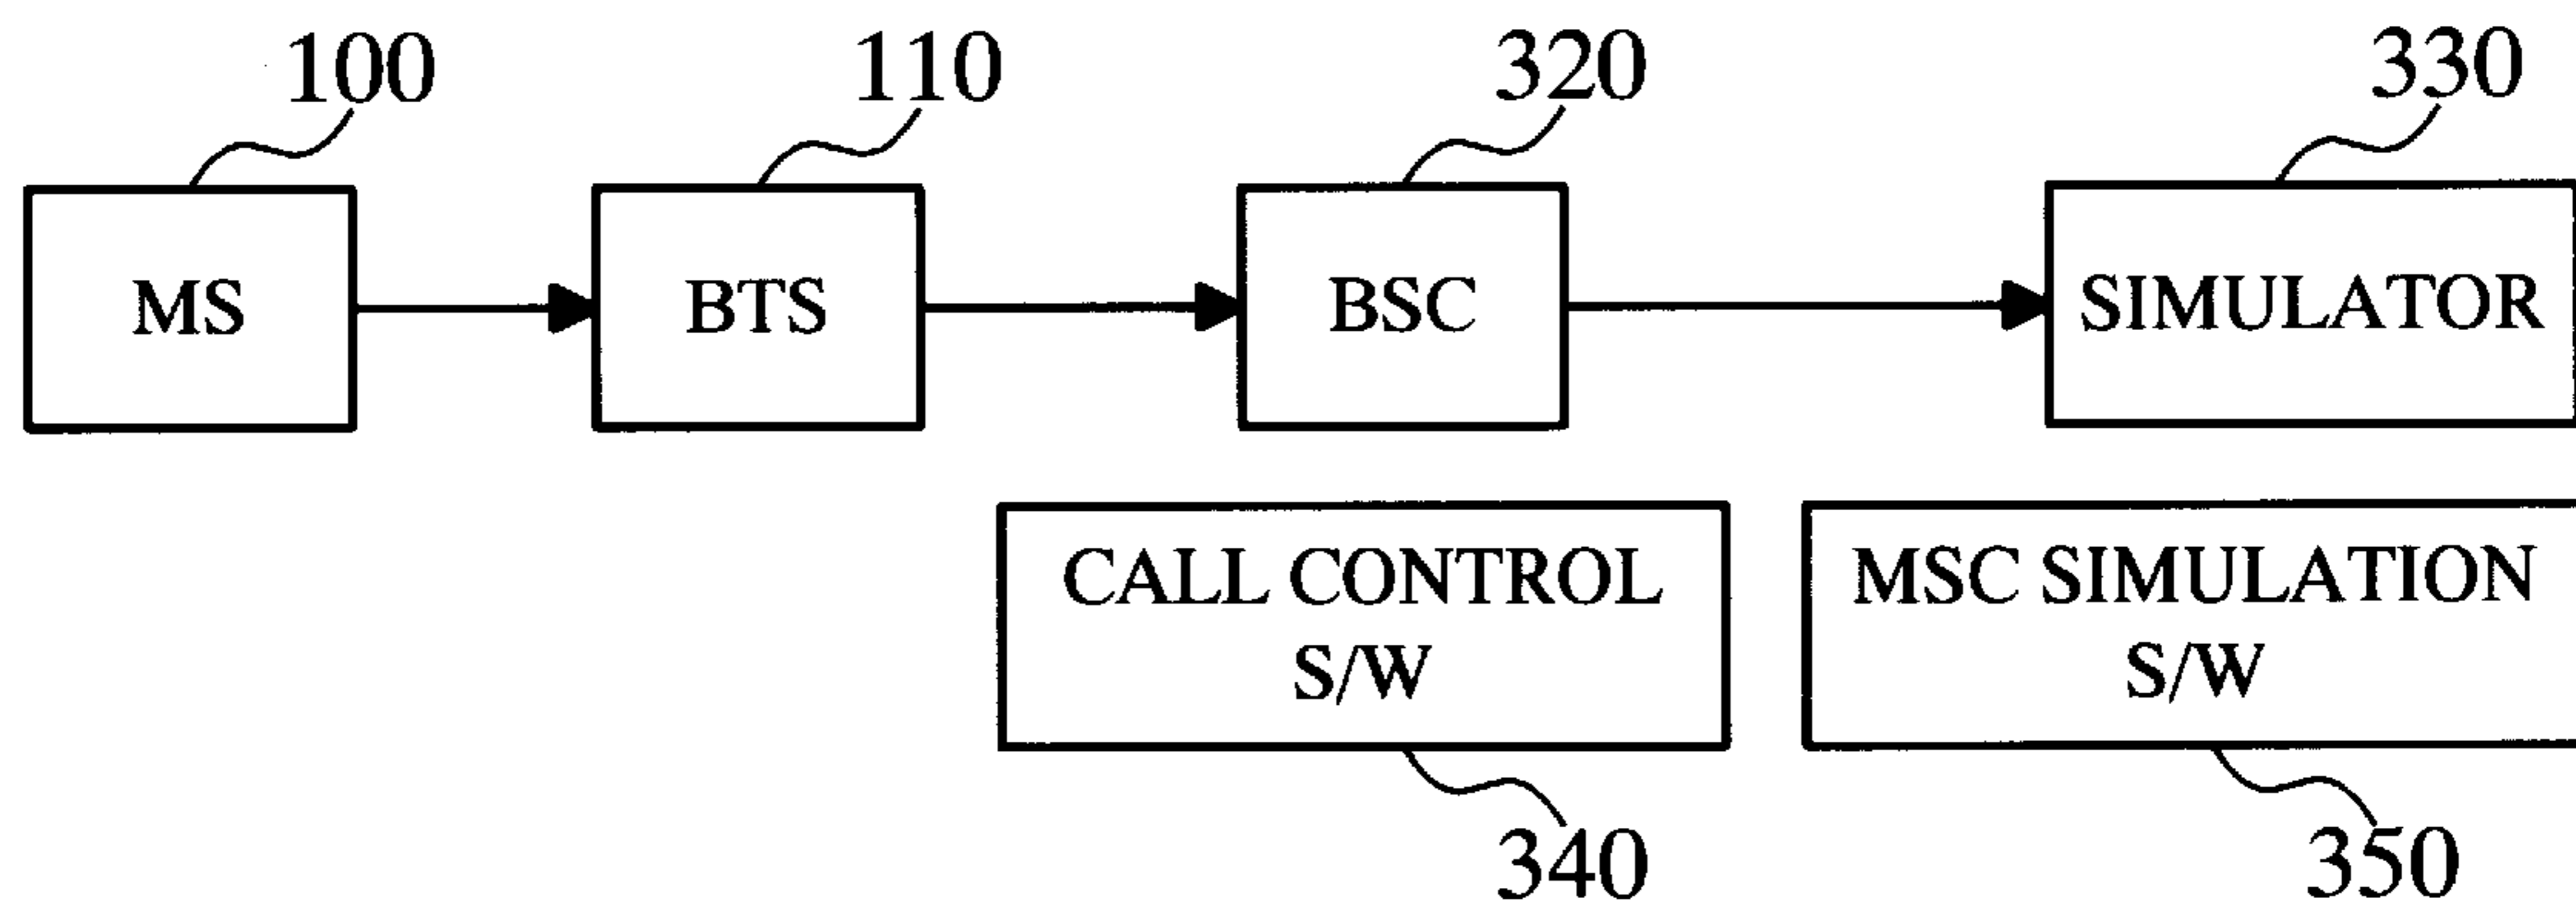 100
110
320
330
MS
BTS
BSC
SIMULATOR
CALL CONTROL
S/W
MSC SIMULATION
S/W
340
350